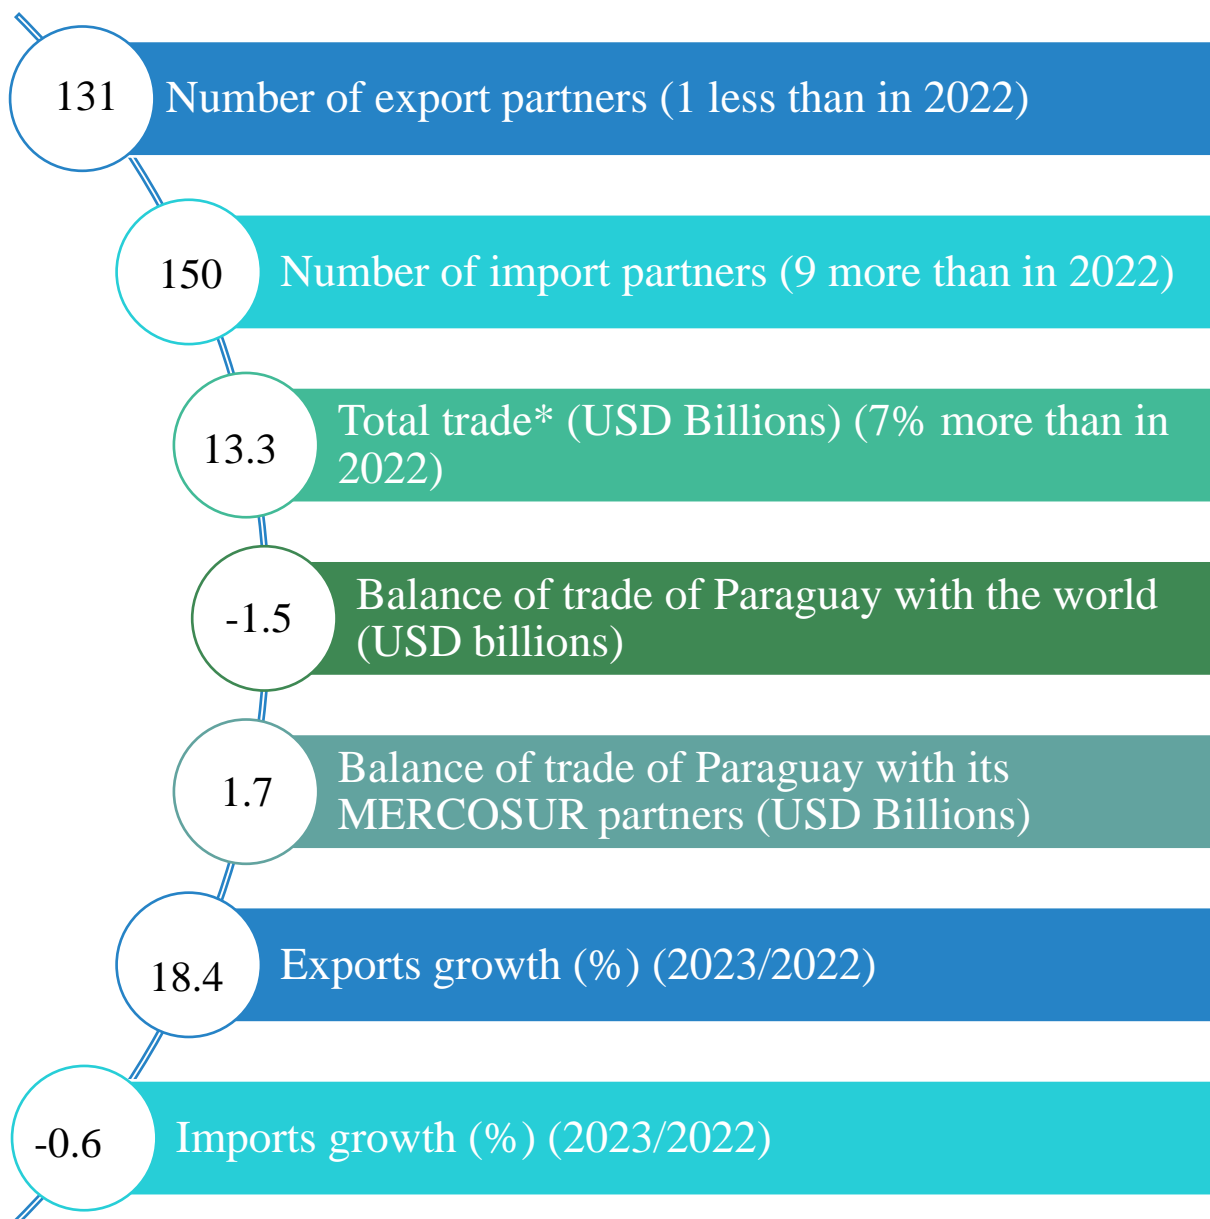 131
Number of export partners (1 less than in 2022)
150
Number of import partners (9 more than in 2022)
13.3
Total trade* (USD Billions) (7% more than in
2022)
-1.5
Balance of trade of Paraguay with the world
(USD billions)
1.7
Balance of trade of Paraguay with its
MERCOSUR partners (USD Billions)
18.4
Exports growth (%) (2023/2022)
-0.6
Imports growth (%) (2023/2022)